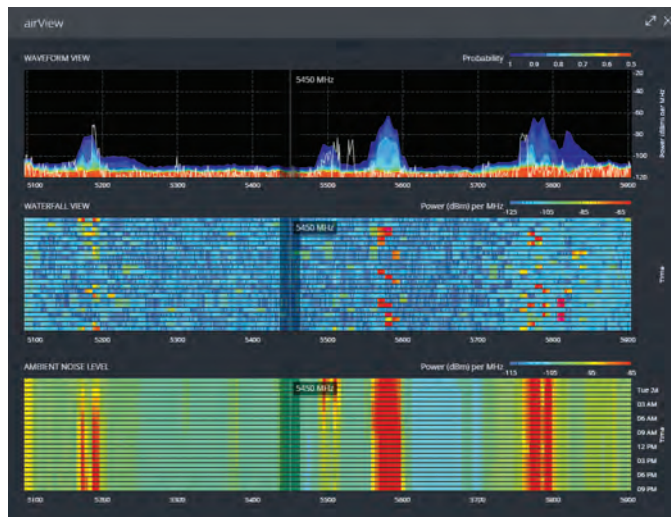 airView
WAVEFORM VIEW
Probability
1 0.9 0.8 0.7 0.6 0.5
5450 MHz
-20
-40
-60
-80
-100
-120
Power (dBm) per MHz
5100 5200 5300 5400 5500 5600 5700 5800 5900
WATERFALL VIEW
Power (dBm) per MHz
-125 -105 -85 -65
5450 MHz
Time
5100 5200 5300 5400 5500 5600 5700 5800 5900
AMBIENT NOISE LEVEL
Power (dBm) per MHz
-115 -105 -95 -85
5450 MHz
Tue 24
03 AM
06 AM
09 AM
12 PM
03 PM
06 PM
09 PM
Time
5100 5200 5300 5400 5500 5600 5700 5800 5900